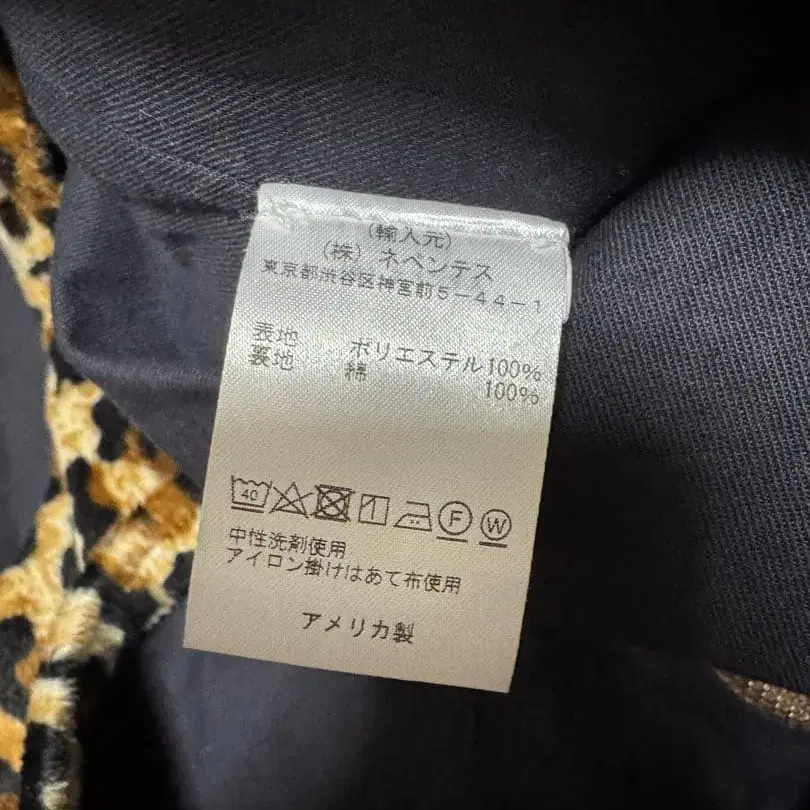 (輸入元)
(株) ネペンテス
東京都渋谷区神宮前5-44-1
表地 ポリエステル100%
裏地 綿 100%
40 F W
中性洗剤使用
アイロン掛けはあて布使用
アメリカ製